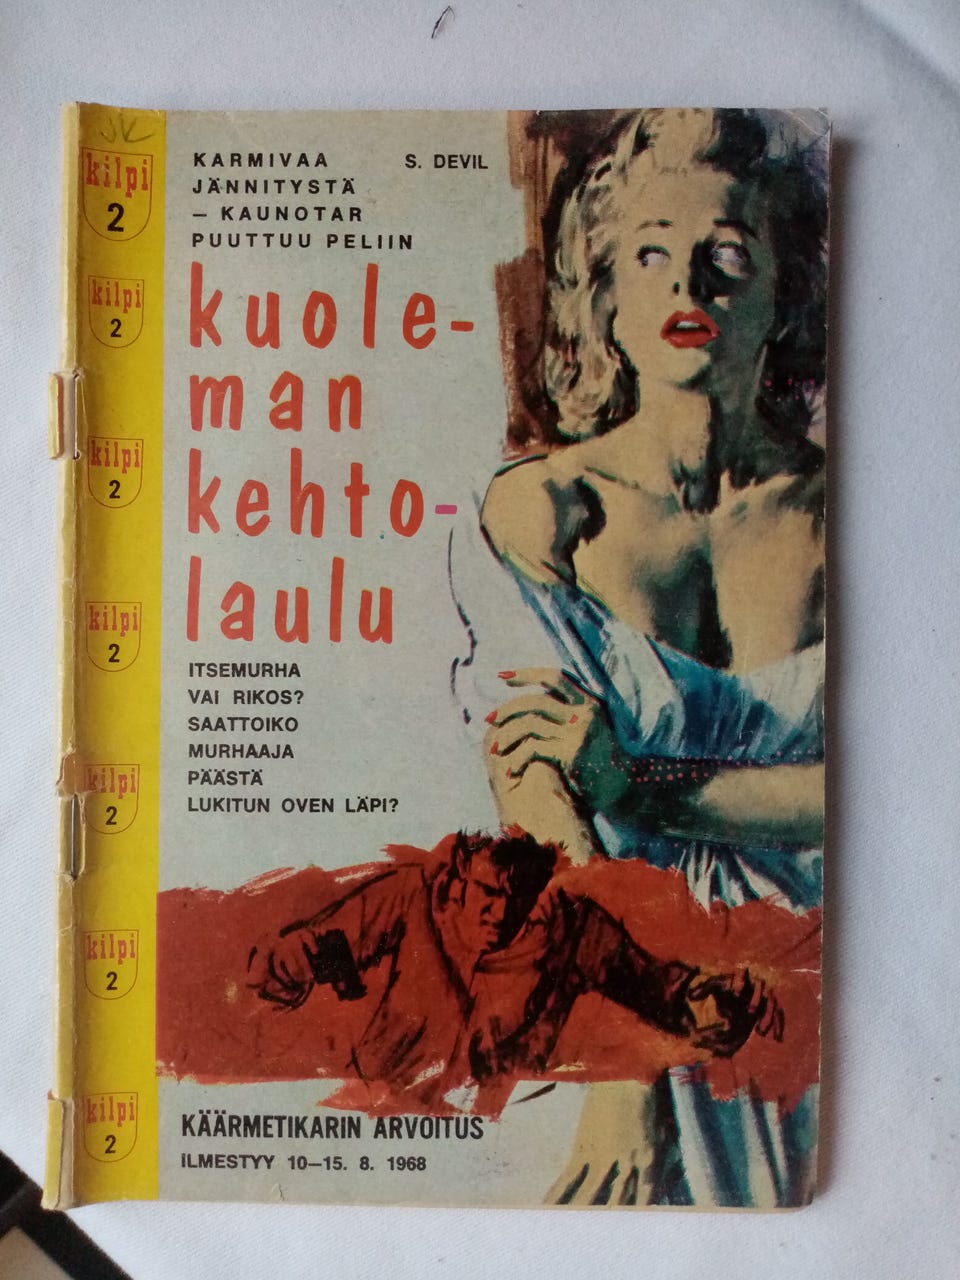 JK
kilpi
2
kilpi
2
kilpi
2
kilpi
2
kilpi
2
kilpi
2
kilpi
2
KARMIVAA
JÄNNITYSTÄ
– KAUNOTAR
PUUTTUU PELIIN
S. DEVIL
kuole-
man
kehto-
laulu
ITSEMURHA
VAI RIKOS?
SAATTOIKO
MURHAAJA
PÄÄSTÄ
LUKITUN OVEN LÄPI?
KÄÄRMETIKARIN ARVOITUS
ILMESTYY 10–15. 8. 1968